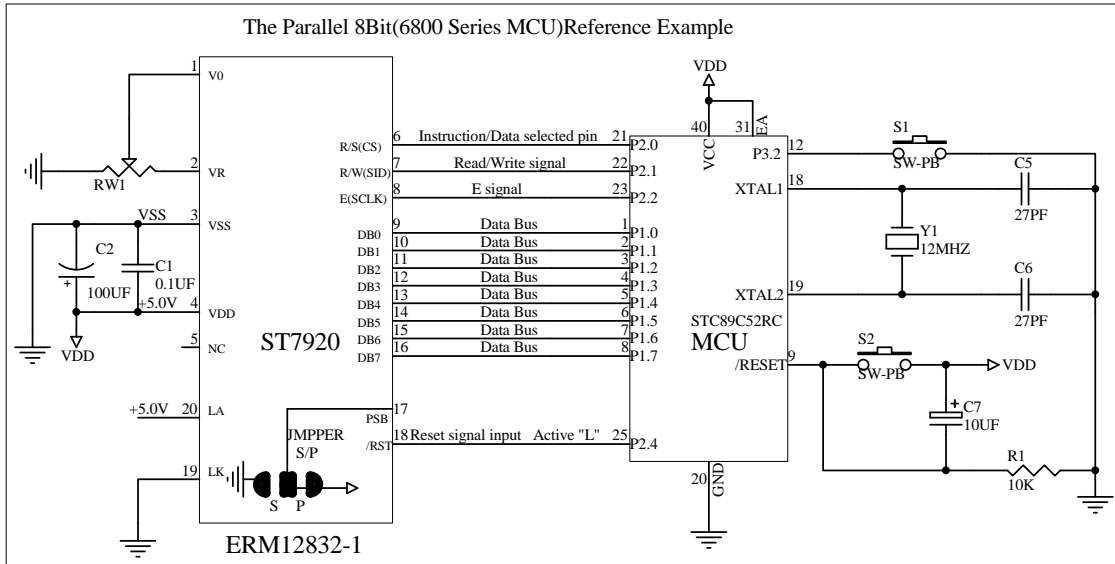 The Parallel 8Bit(6800 Series MCU)Reference Example
1
V0
2
VR
RW1
3
VSS
VSS
C2
100UF
+
C1
0.1UF
4
+5.0V
VDD
VDD
5
NC
ST7920
20
+5.0V
LA
19
LK
JMPPER
S/P
S
P
ERM12832-1
R/S(CS)
6
Instruction/Data selected pin
21
P2.0
R/W(SID)
7
Read/Write signal
22
P2.1
E(SCLK)
8
E signal
23
P2.2
DB0
9
Data Bus
1
P1.0
DB1
10
Data Bus
2
P1.1
DB2
11
Data Bus
3
P1.2
DB3
12
Data Bus
4
P1.3
DB4
13
Data Bus
5
P1.4
DB5
14
Data Bus
6
P1.5
DB6
15
Data Bus
7
P1.6
DB7
16
Data Bus
8
P1.7
PSB
17
/RST
18
Reset signal input Active "L"
25
P2.4
VDD
40
VCC
31
EA
STC89C52RC
MCU
20
GND
P3.2
12
S1
SW-PB
XTAL1
18
C5
27PF
Y1
12MHZ
XTAL2
19
C6
27PF
/RESET
9
S2
SW-PB
VDD
+
C7
10UF
R1
10K